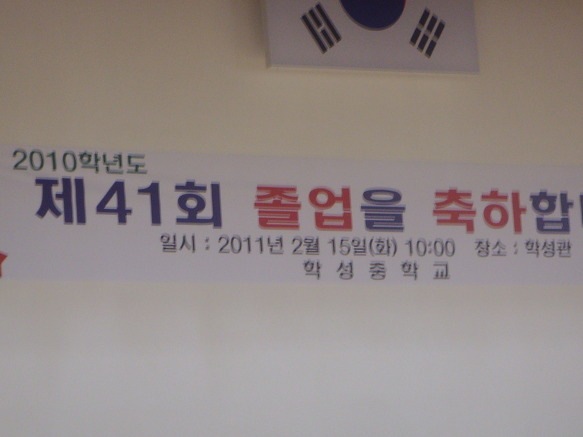 2010학년도
제41회 졸업을 축하합
일시 : 2011년 2월 15일(화) 10:00 장소 : 학성관
학 성 중 학 교